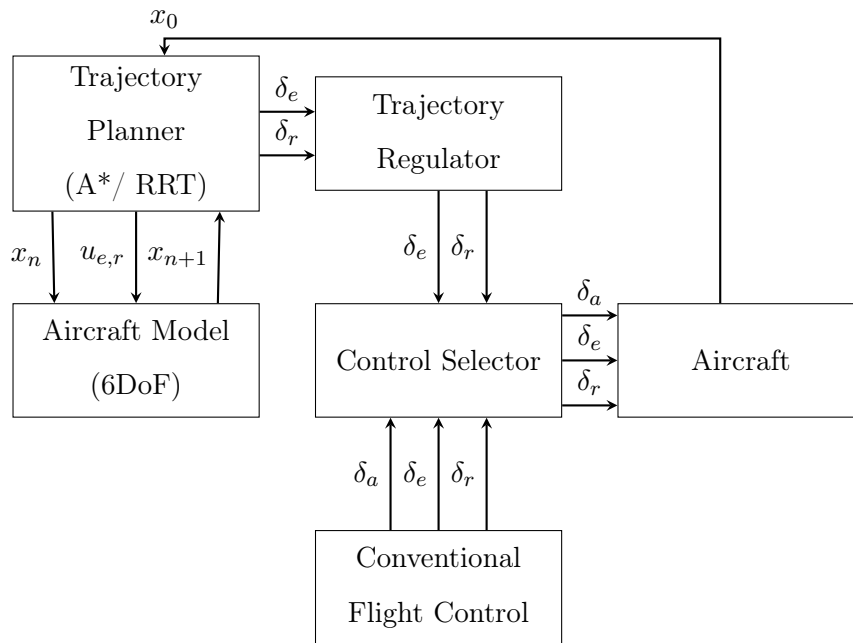 x_0
Trajectory
Planner
(A*/ RRT)
δ_e
δ_r
Trajectory
Regulator
x_n
u_{e,r}
x_{n+1}
δ_e
δ_r
Aircraft Model
(6DoF)
Control Selector
δ_a
δ_e
δ_r
Aircraft
δ_a
δ_e
δ_r
Conventional
Flight Control